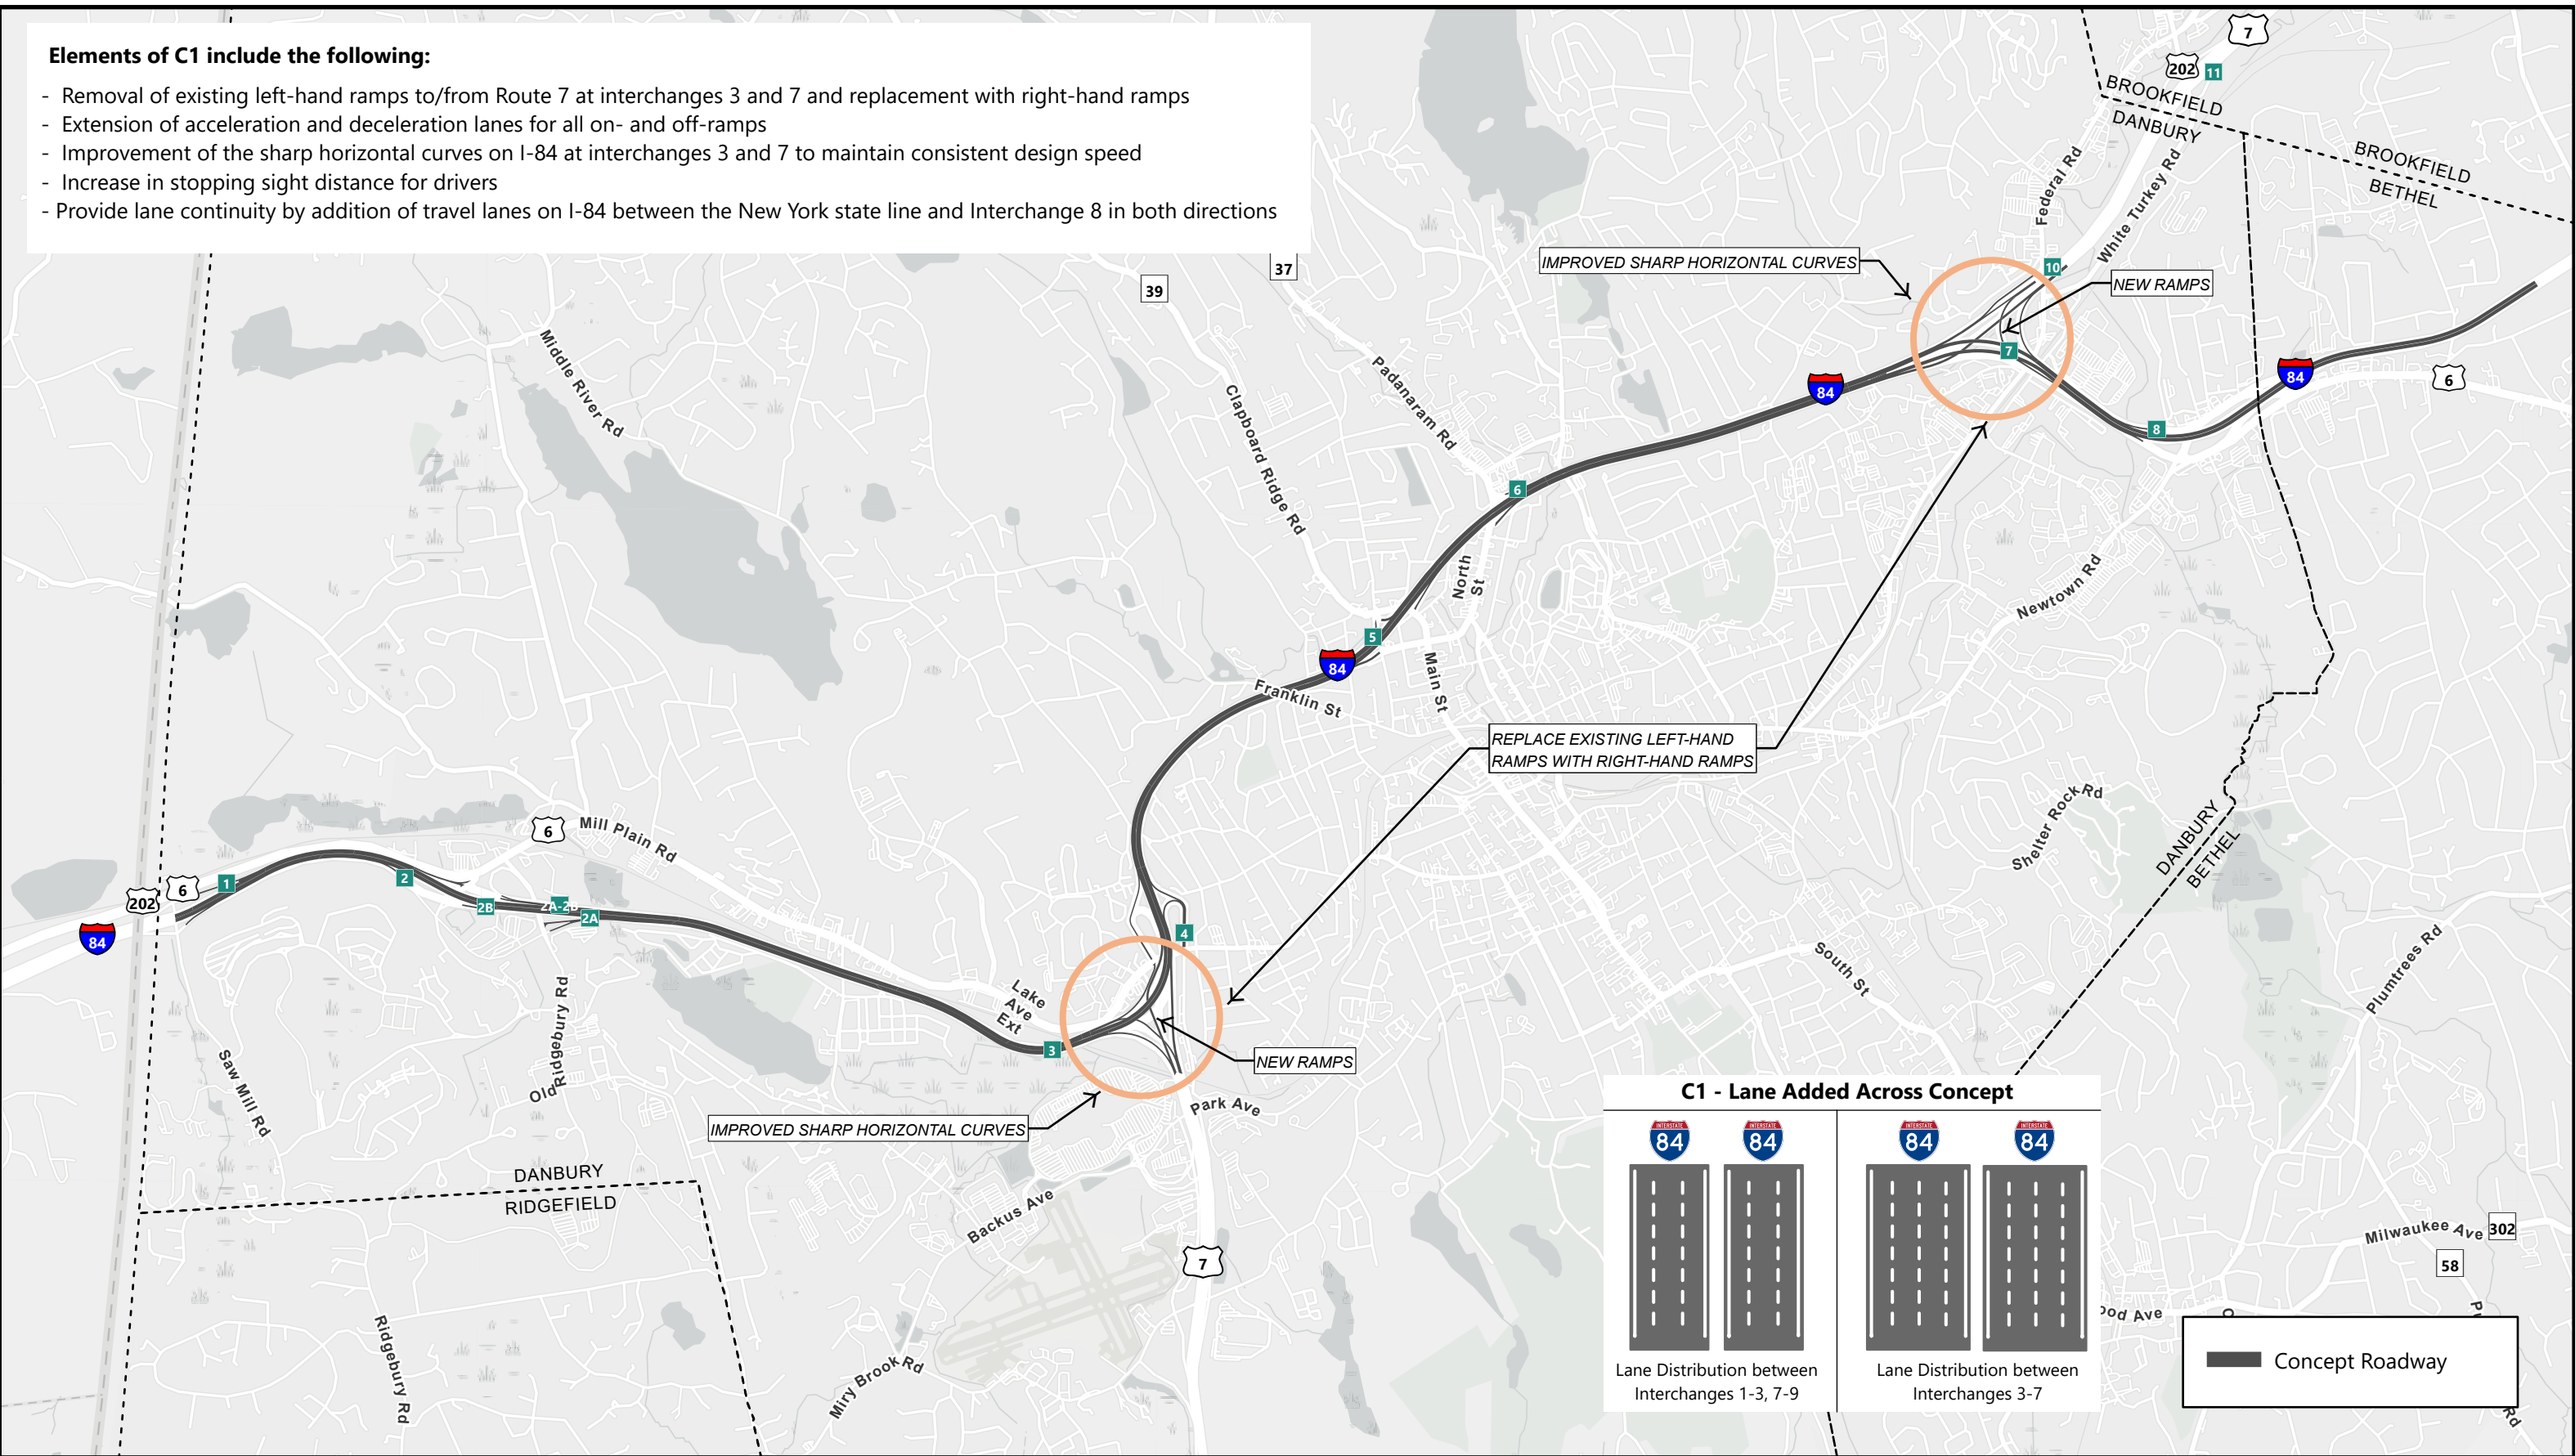 Elements of C1 include the following:
- Removal of existing left-hand ramps to/from Route 7 at interchanges 3 and 7 and replacement with right-hand ramps
- Extension of acceleration and deceleration lanes for all on- and off-ramps
- Improvement of the sharp horizontal curves on I-84 at interchanges 3 and 7 to maintain consistent design speed
- Increase in stopping sight distance for drivers
- Provide lane continuity by addition of travel lanes on I-84 between the New York state line and Interchange 8 in both directions
7
202
11
BROOKFIELD
DANBURY
BROOKFIELD
BETHEL
Federal Rd
White Turkey Rd
37
39
IMPROVED SHARP HORIZONTAL CURVES
10
NEW RAMPS
7
84
84
6
8
Middle River Rd
Clapboard Ridge Rd
Padanaram Rd
6
North
St
Newtown Rd
5
84
Franklin St
Main St
REPLACE EXISTING LEFT-HAND
RAMPS WITH RIGHT-HAND RAMPS
Shelter Rock Rd
DANBURY
BETHEL
6
Mill Plain Rd
1
2
6
202
84
2B
2A-2B
2A
4
South St
Plumtrees Rd
Lake
Ave
Ext
3
NEW RAMPS
Saw Mill Rd
Old
Ridgebury Rd
IMPROVED SHARP HORIZONTAL CURVES
Park Ave
DANBURY
RIDGEFIELD
Backus Ave
7
Ridgebury Rd
Miry Brook Rd
C1 - Lane Added Across Concept
INTERSTATE
84
INTERSTATE
84
INTERSTATE
84
INTERSTATE
84
Lane Distribution between
Interchanges 1-3, 7-9
Lane Distribution between
Interchanges 3-7
Milwaukee Ave
302
58
Ave
Concept Roadway
Rd